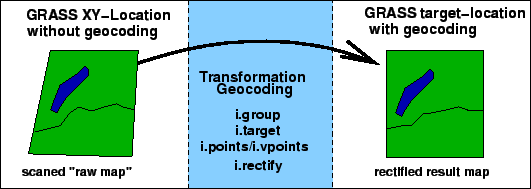 GRASS XY-Location
without geocoding
scaned "raw map"
Transformation
Geocoding
i.group
i.target
i.points/i.vpoints
i.rectify
GRASS target-location
with geocoding
rectified result map